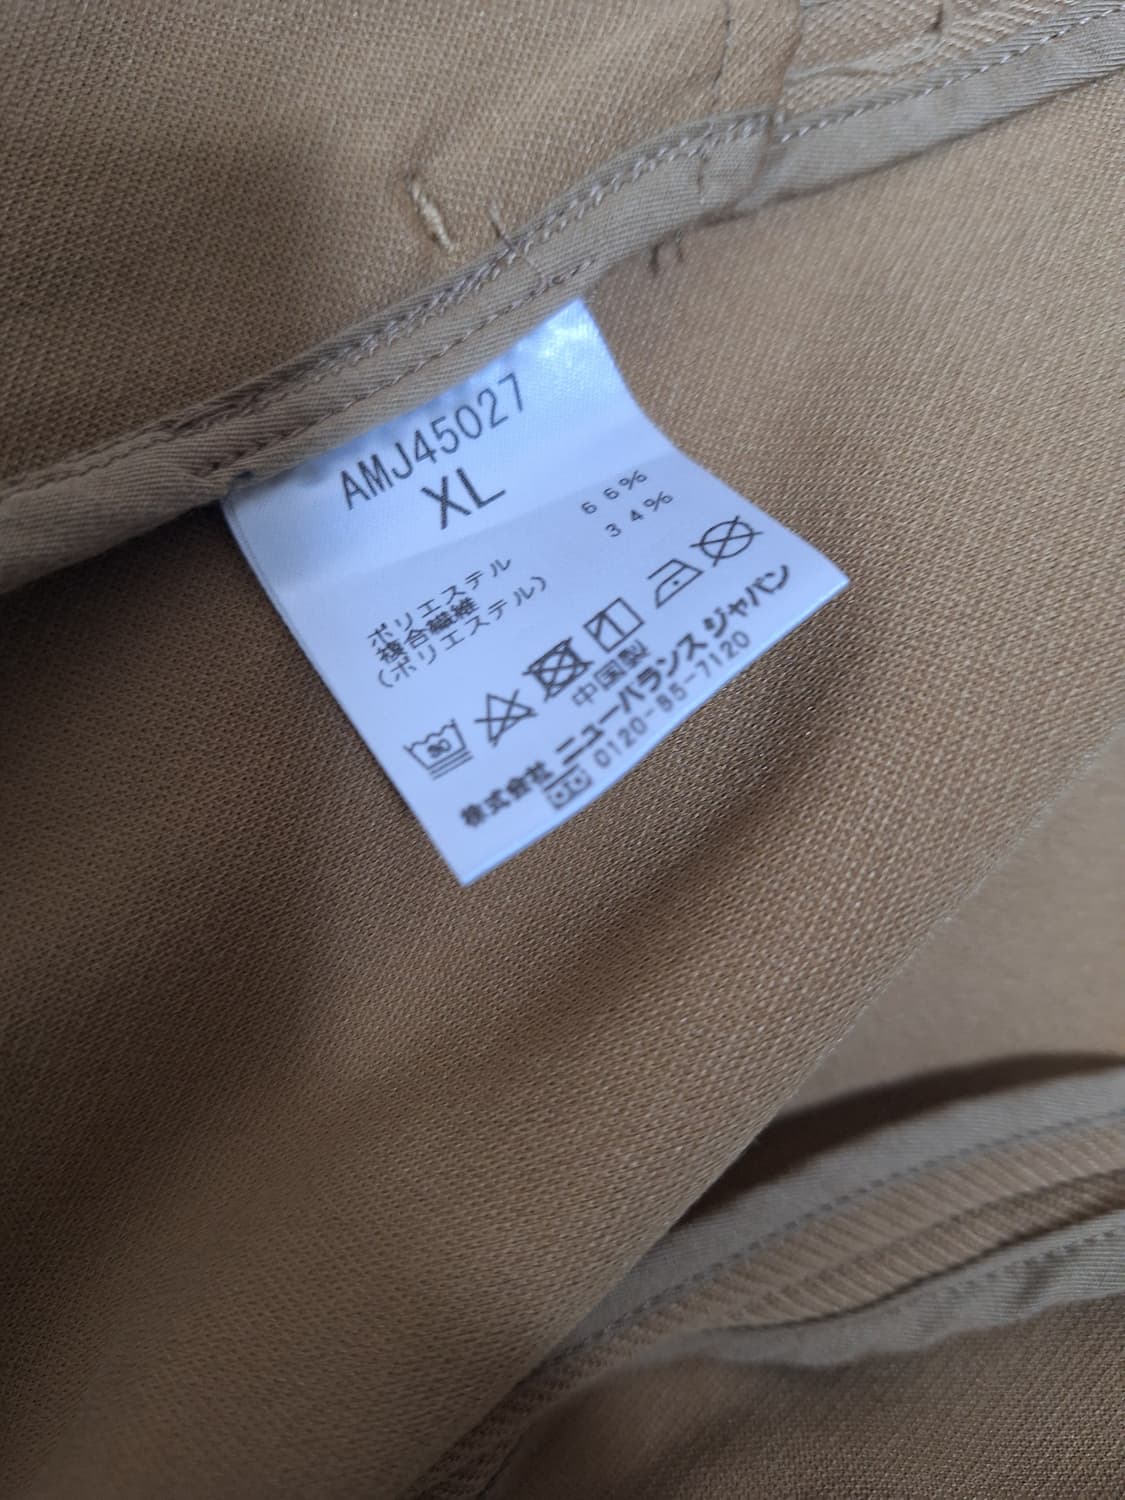 AMJ45027
XL
ポリエステル 66%
複合繊維 34%
(ポリエステル)
中国製
株式会社 ニューバランス ジャパン
0120-85-7120